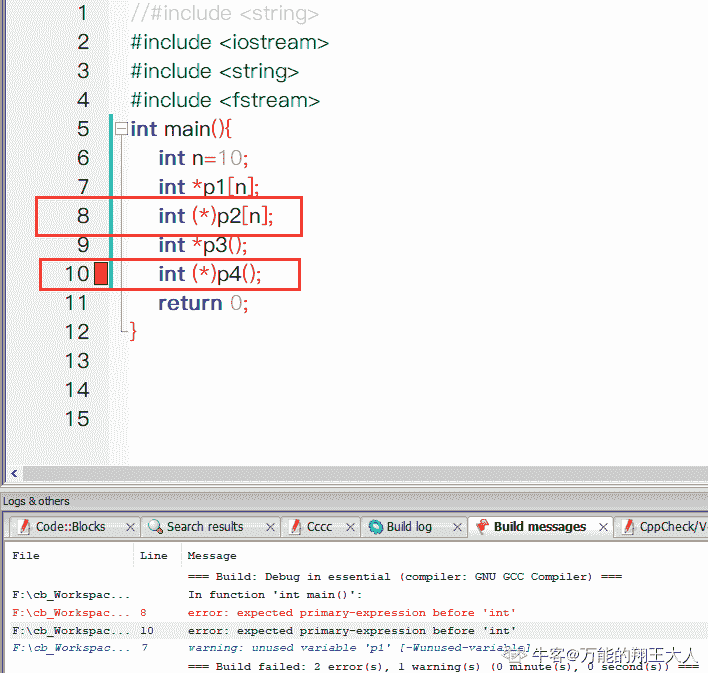 1 //#include <string>
2 #include <iostream>
3 #include <string>
4 #include <fstream>
5 int main(){
6 int n=10;
7 int *p1[n];
8 int (*)p2[n];
9 int *p3();
10 int (*)p4();
11 return 0;
12 }
13
14
15
Logs & others
Code::Blocks Search results Cccc Build log Build messages CppCheck/V
File Line Message
=== Build: Debug in essential (compiler: GNU GCC Compiler) ===
F:\cb_Workspac... In function 'int main()':
F:\cb_Workspac... 8 error: expected primary-expression before 'int'
F:\cb_Workspac... 10 error: expected primary-expression before 'int'
F:\cb_Workspac... 7 warning: unused variable 'p1' [-Wunused-variable]
=== Build failed: 2 error(s), 1 warning(s) (0 minute(s), 0 second(s)) ===
牛客@万能的翔王大人